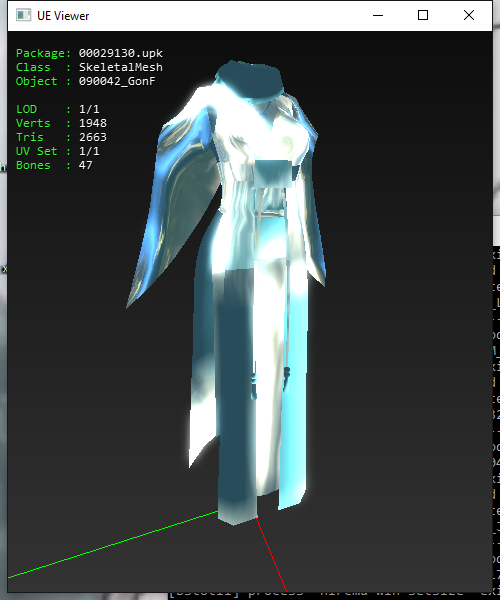 UE Viewer
Package: 00029130.upk
Class : SkeletalMesh
Object : 090042_GonF
LOD : 1/1
Verts : 1948
Tris : 2663
UV Set : 1/1
Bones : 47